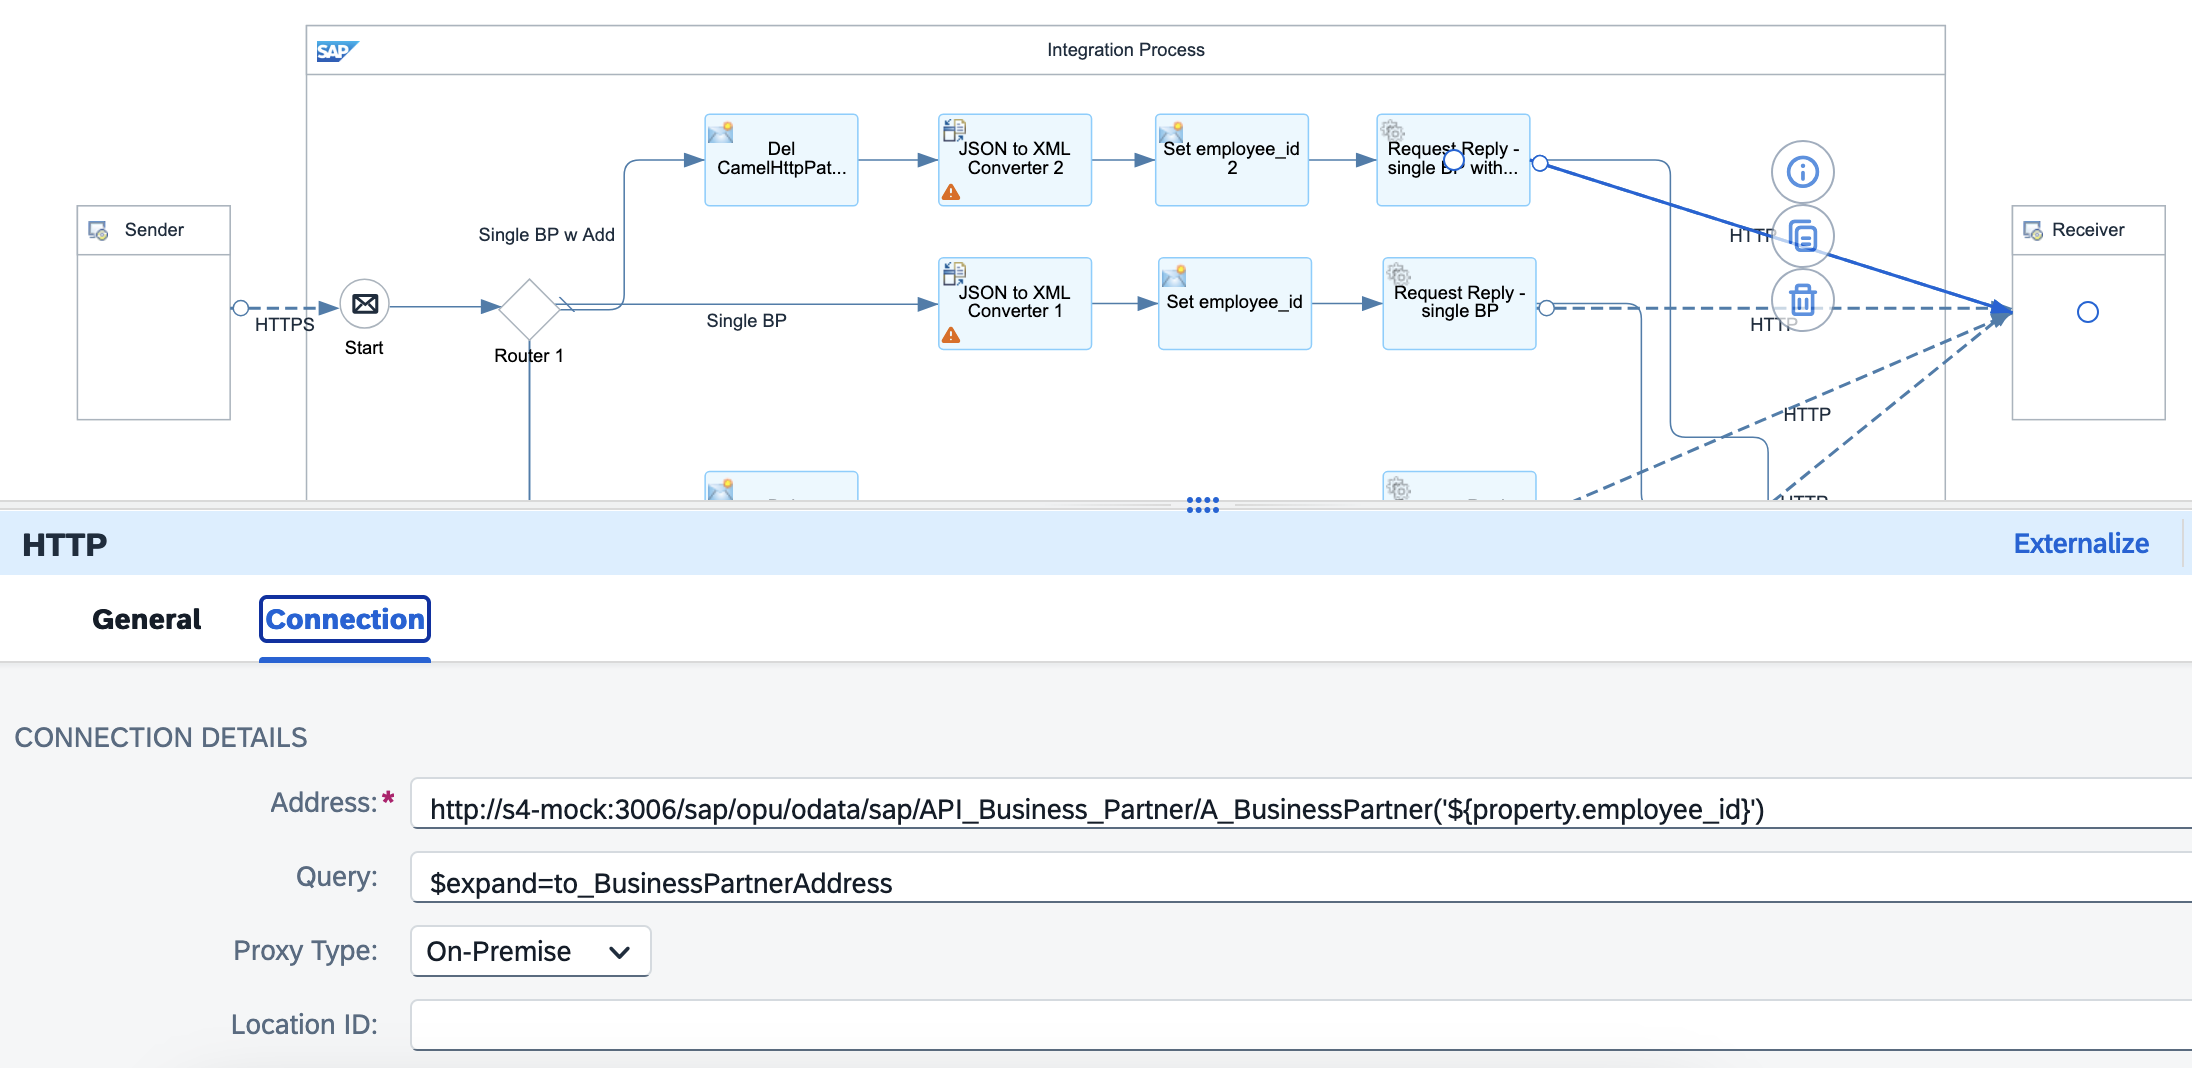 SAP
Integration Process
Del
CamelHttpPat...
JSON to XML
Converter 2
Set employee_id
2
Request Reply -
single BP with...
Sender
Single BP w Add
HTTP
Receiver
HTTPS
Start
Router 1
Single BP
JSON to XML
Converter 1
Set employee_id
Request Reply -
single BP
HTTP
HTTP
HTTP
HTTP
Externalize
General
Connection
CONNECTION DETAILS
Address:*
http://s4-mock:3006/sap/opu/odata/sap/API_Business_Partner/A_BusinessPartner('${property.employee_id}')
Query:
$expand=to_BusinessPartnerAddress
Proxy Type:
On-Premise
Location ID: